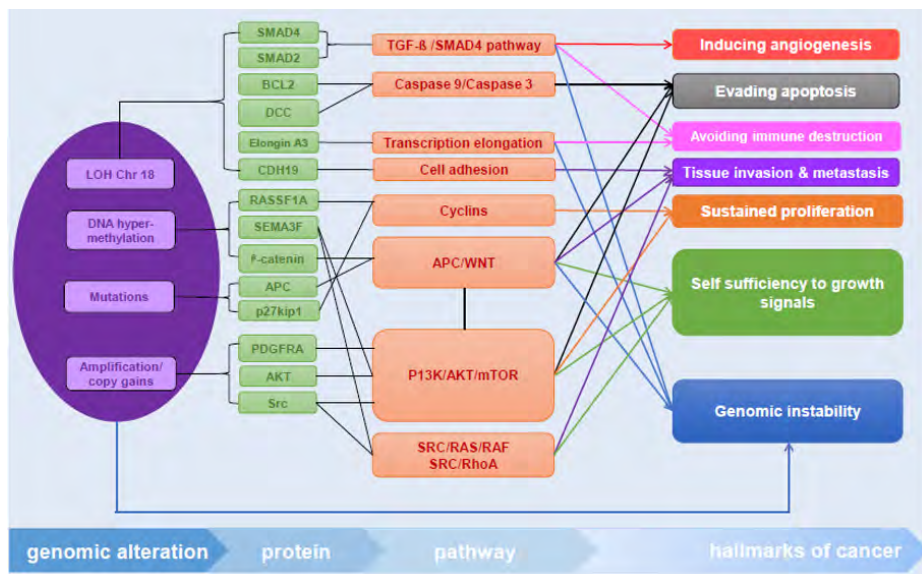 SMAD4
SMAD2
BCL2
DCC
Elongin A3
CDH19
RASSF1A
SEMA3F
β-catenin
APC
p27kip1
PDGFRA
AKT
Src
LOH Chr 18
DNA hyper-
methylation
Mutations
Amplification/
copy gains
TGF-ß /SMAD4 pathway
Caspase 9/Caspase 3
Transcription elongation
Cell adhesion
Cyclins
APC/WNT
P13K/AKT/mTOR
SRC/RAS/RAF
SRC/RhoA
Inducing angiogenesis
Evading apoptosis
Avoiding immune destruction
Tissue invasion & metastasis
Sustained proliferation
Self sufficiency to growth
signals
Genomic instability
genomic alteration
protein
pathway
hallmarks of cancer